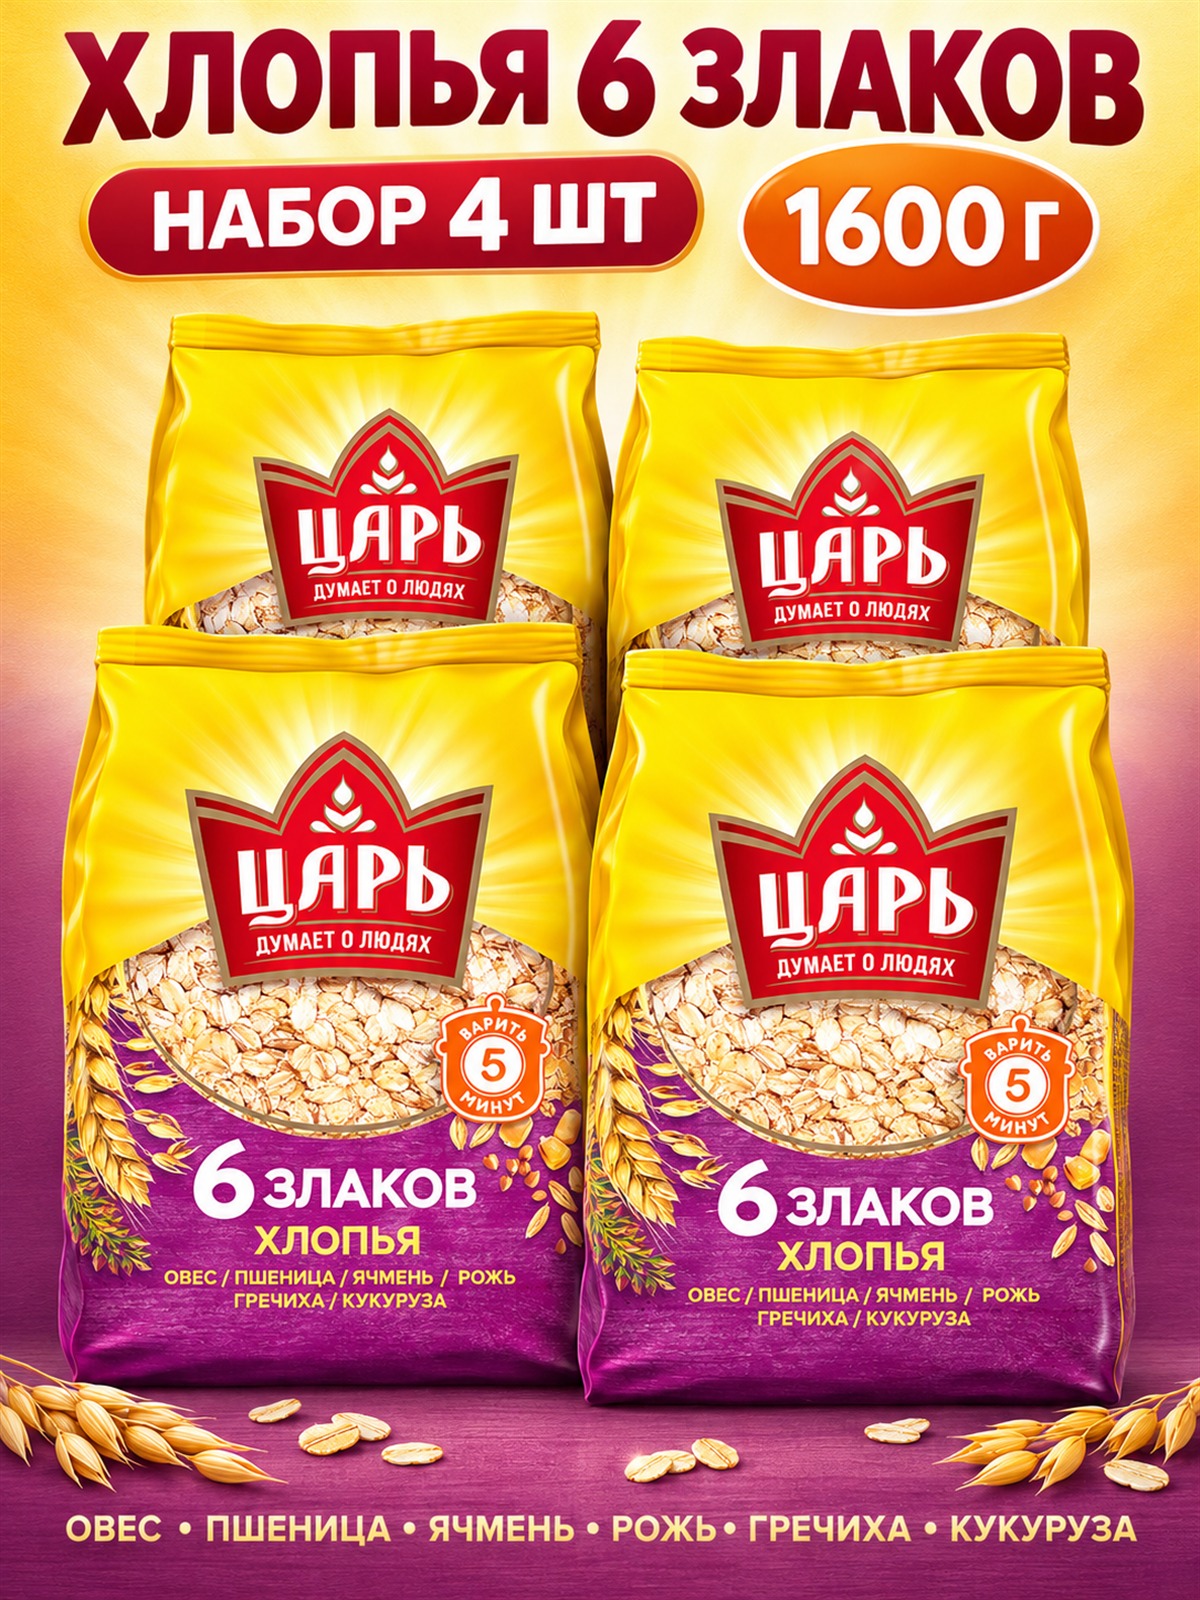 ХЛОПЬЯ 6 ЗЛАКОВ
НАБОР 4 ШТ
1600 Г
ЦАРЬ
ДУМАЕТ О ЛЮДЯХ
ЦАРЬ
ДУМАЕТ О ЛЮДЯХ
ЦАРЬ
ДУМАЕТ О ЛЮДЯХ
ВАРИТЬ
5
МИНУТ
6 ЗЛАКОВ
ХЛОПЬЯ
ОВЕС / ПШЕНИЦА / ЯЧМЕНЬ / РОЖЬ
ГРЕЧИХА / КУКУРУЗА
ЦАРЬ
ДУМАЕТ О ЛЮДЯХ
ВАРИТЬ
5
МИНУТ
6 ЗЛАКОВ
ХЛОПЬЯ
ОВЕС / ПШЕНИЦА / ЯЧМЕНЬ / РОЖЬ
ГРЕЧИХА / КУКУРУЗА
ОВЕС • ПШЕНИЦА • ЯЧМЕНЬ • РОЖЬ • ГРЕЧИХА • КУКУРУЗА